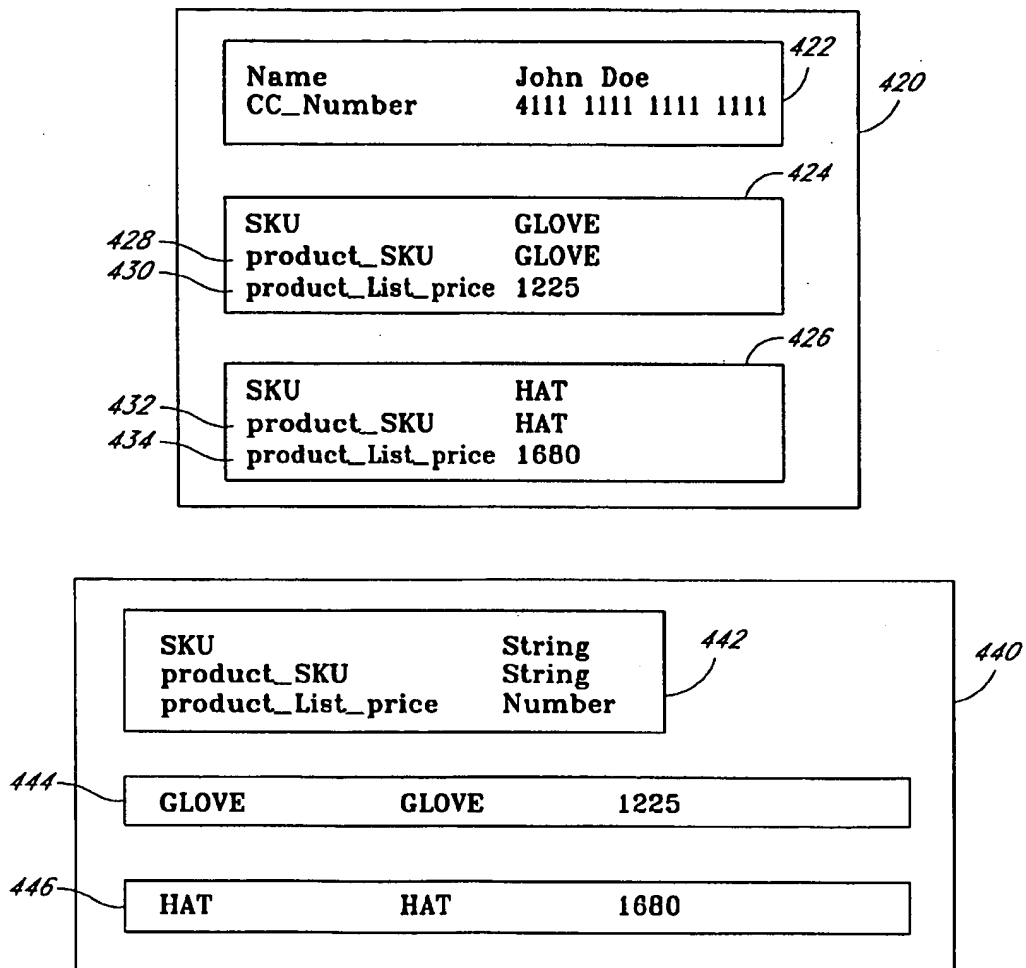 422
Name John Doe
CC_Number 4111 1111 1111 1111
420
424
SKU GLOVE
428 product_SKU GLOVE
430 product_List_price 1225
426
SKU HAT
432 product_SKU HAT
434 product_List_price 1680
SKU String
product_SKU String
product_List_price Number
442
440
444 GLOVE GLOVE 1225
446 HAT HAT 1680